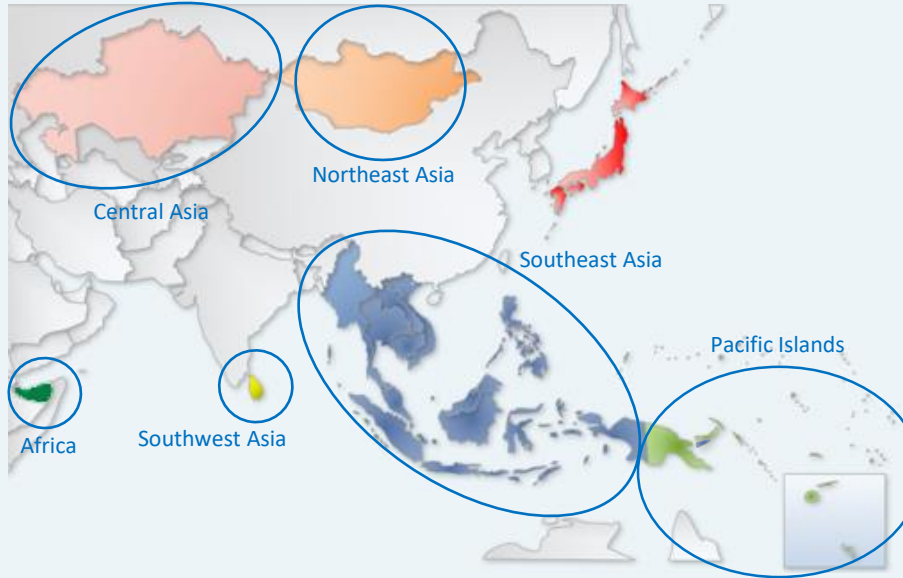 Northeast Asia
Central Asia
Southeast Asia
Pacific Islands
Africa
Southwest Asia